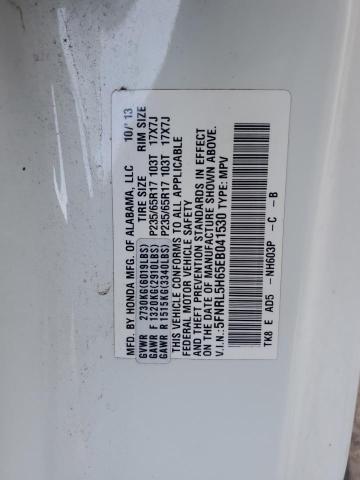 MFD. BY HONDA MFG. OF ALABAMA, LLC 10/'13
GVWR 2730KG(6019LBS) TIRE SIZE RIM SIZE
GAWR F 1320KG(2910LBS) P235/65R17 103T 17X7J
GAWR R 1515KG(3340LBS) P235/65R17 103T 17X7J
THIS VEHICLE CONFORMS TO ALL APPLICABLE
FEDERAL MOTOR VEHICLE SAFETY
AND THEFT PREVENTION STANDARDS IN EFFECT
ON THE DATE OF MANUFACTURE SHOWN ABOVE.
V.I.N.:5FNRL5H65EB041530 TYPE: MPV
TK8 E AD5 -NH603P -C -B